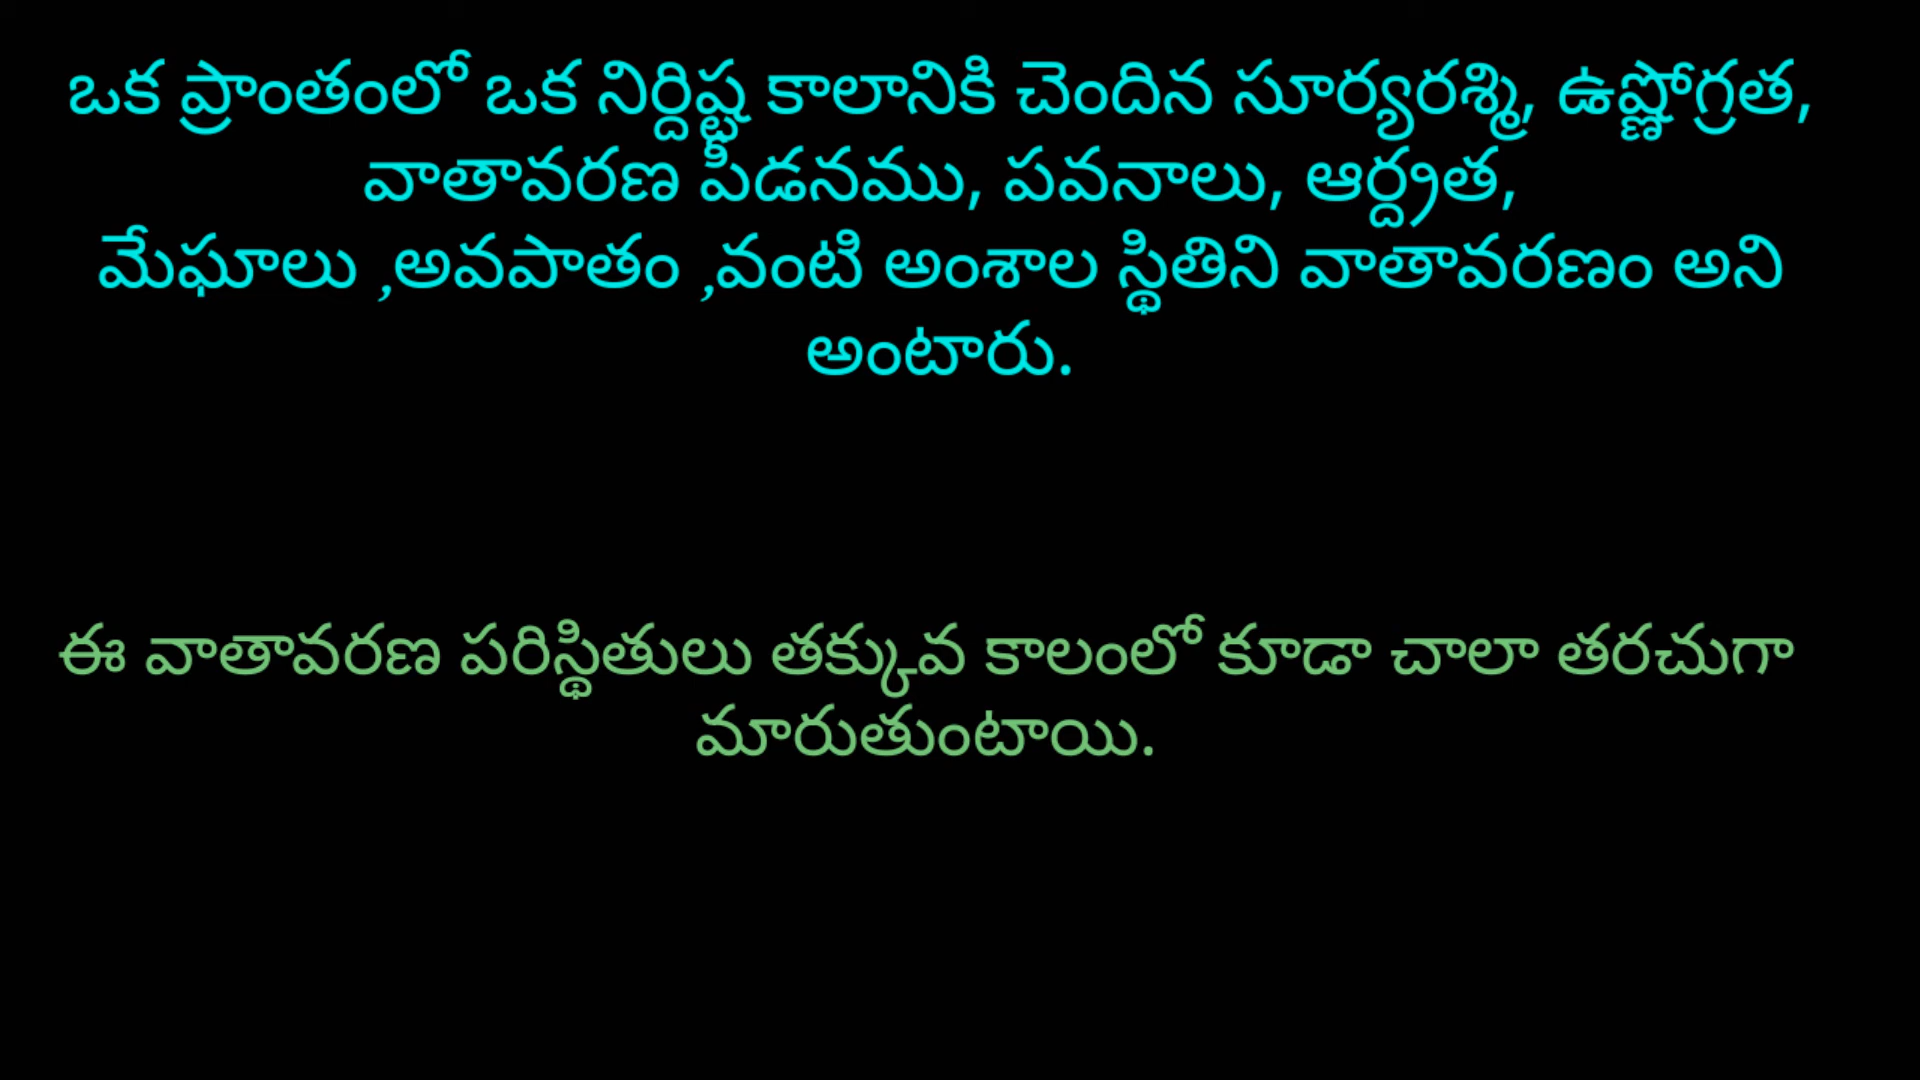 ఒక ప్రాంతంలో ఒక నిర్దిష్ట కాలానికి చెందిన సూర్యరశ్మి, ఉష్ణోగ్రత,
వాతావరణ పీడనము, పవనాలు, ఆర్ద్రత,
మేఘాలు ,అవపాతం ,వంటి అంశాల స్థితిని వాతావరణం అని
అంటారు.
ఈ వాతావరణ పరిస్థితులు తక్కువ కాలంలో కూడా చాలా తరచుగా
మారుతుంటాయి.